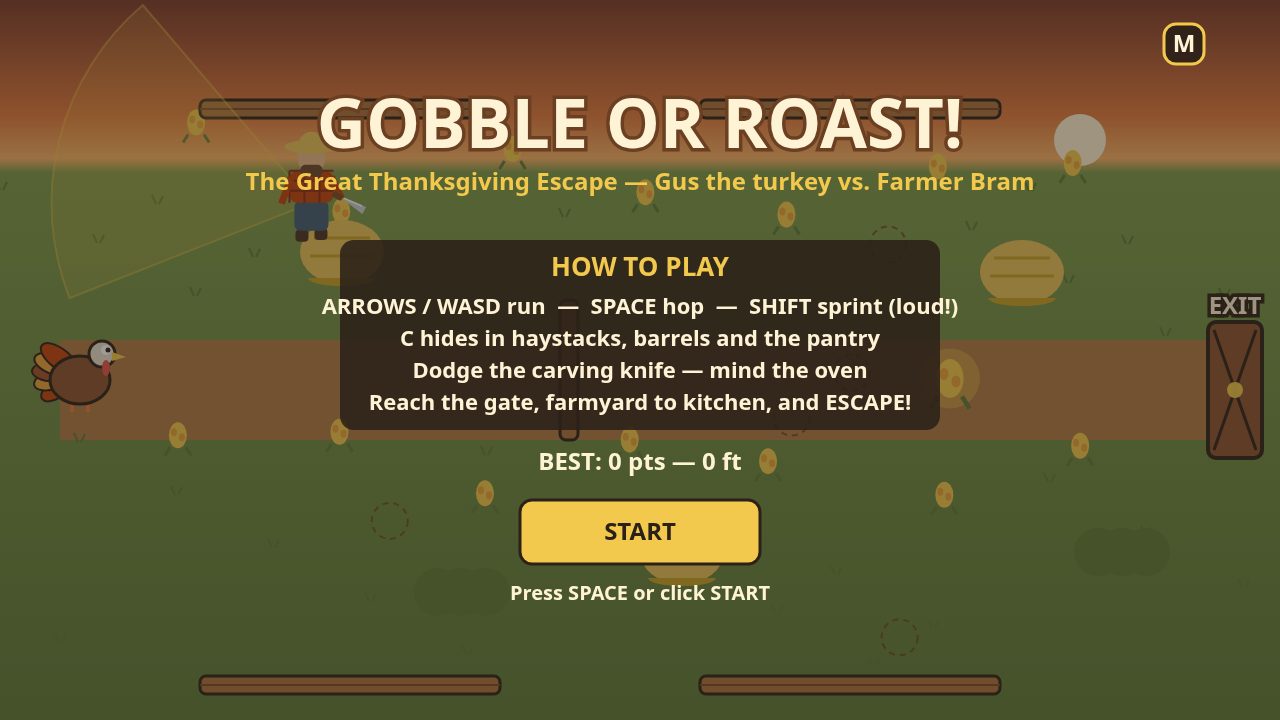 M
GOBBLE OR ROAST!
The Great Thanksgiving Escape — Gus the turkey vs. Farmer Bram
HOW TO PLAY
ARROWS / WASD run — SPACE hop — SHIFT sprint (loud!)
EXIT
C hides in haystacks, barrels and the pantry
Dodge the carving knife — mind the oven
Reach the gate, farmyard to kitchen, and ESCAPE!
BEST: 0 pts — 0 ft
START
Press SPACE or click START